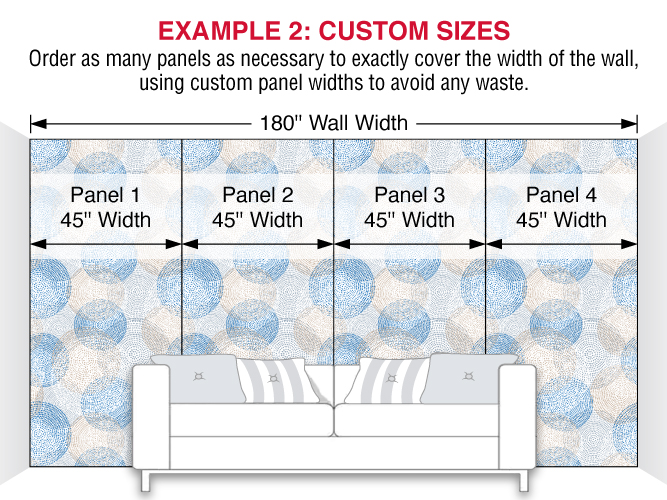 EXAMPLE 2: CUSTOM SIZES
Order as many panels as necessary to exactly cover the width of the wall,
using custom panel widths to avoid any waste.
180" Wall Width
Panel 1
45" Width
Panel 2
45" Width
Panel 3
45" Width
Panel 4
45" Width